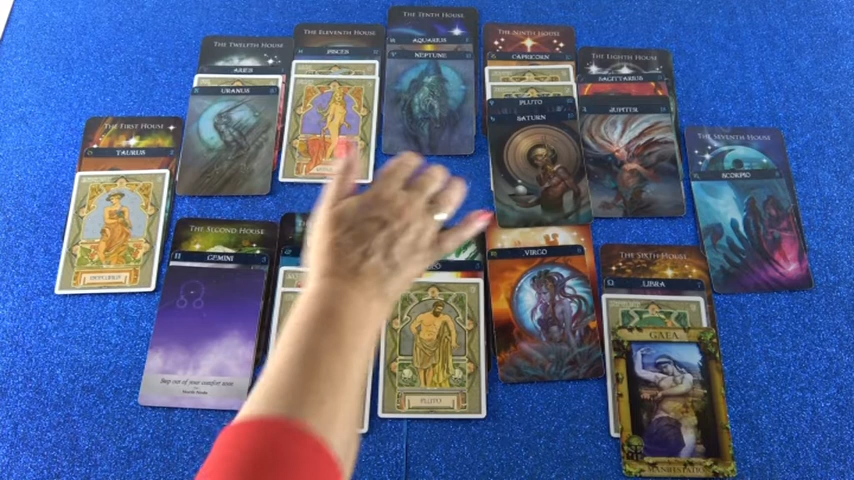 THE TENTH HOUSE
AQUARIUS
NEPTUNE
THE ELEVENTH HOUSE
PISCES
THE NINTH HOUSE
CAPRICORN
PLUTO
SATURN
THE TWELFTH HOUSE
ARIES
URANUS
THE EIGHTH HOUSE
SAGITTARIUS
JUPITER
THE FIRST HOUSE
TAURUS
THE SEVENTH HOUSE
SCORPIO
THE SECOND HOUSE
GEMINI
Step out of your comfort zone
VIRGO
PLUTO
THE SIXTH HOUSE
LIBRA
GAEA
MANIFESTATION